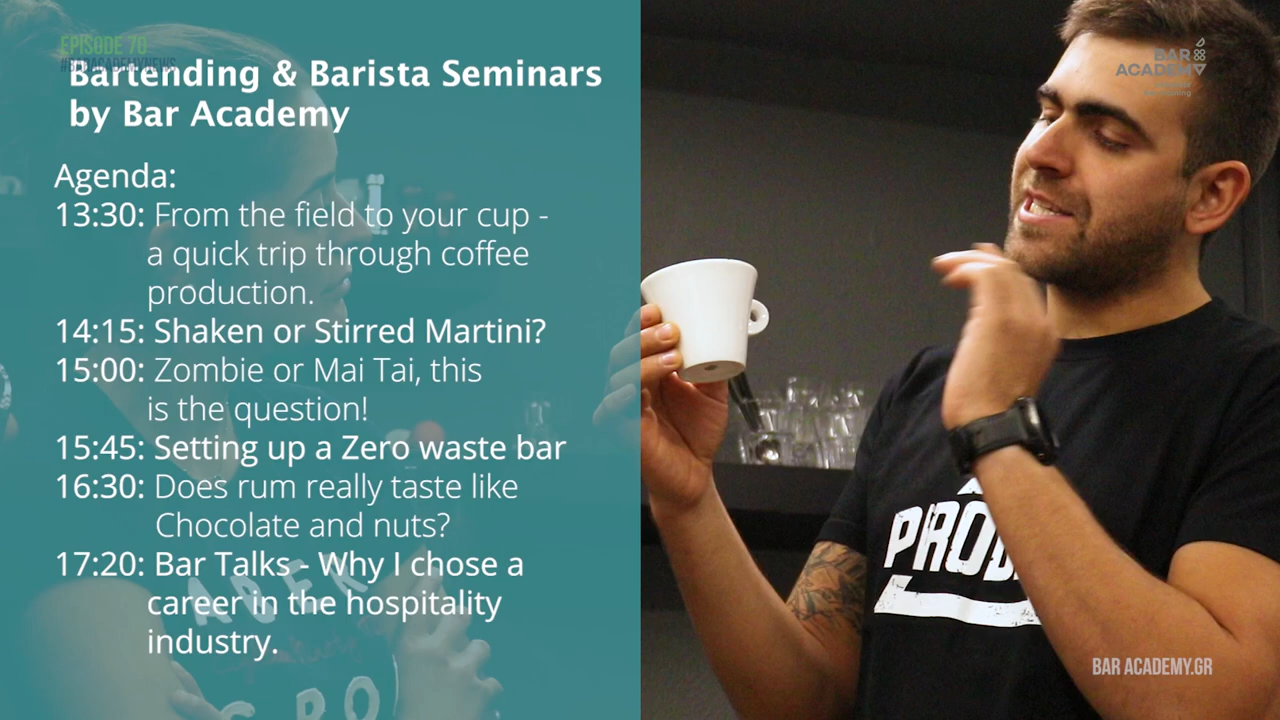 EPISODE 70
#BARACADEMYNEWS
Bartending & Barista Seminars
by Bar Academy
Agenda:
13:30: From the field to your cup -
a quick trip through coffee
production.
14:15: Shaken or Stirred Martini?
15:00: Zombie or Mai Tai, this
is the question!
15:45: Setting up a Zero waste bar
16:30: Does rum really taste like
Chocolate and nuts?
17:20: Bar Talks - Why I chose a
career in the hospitality
industry.
BAR
ACADEMY
BAR ACADEMY.GR